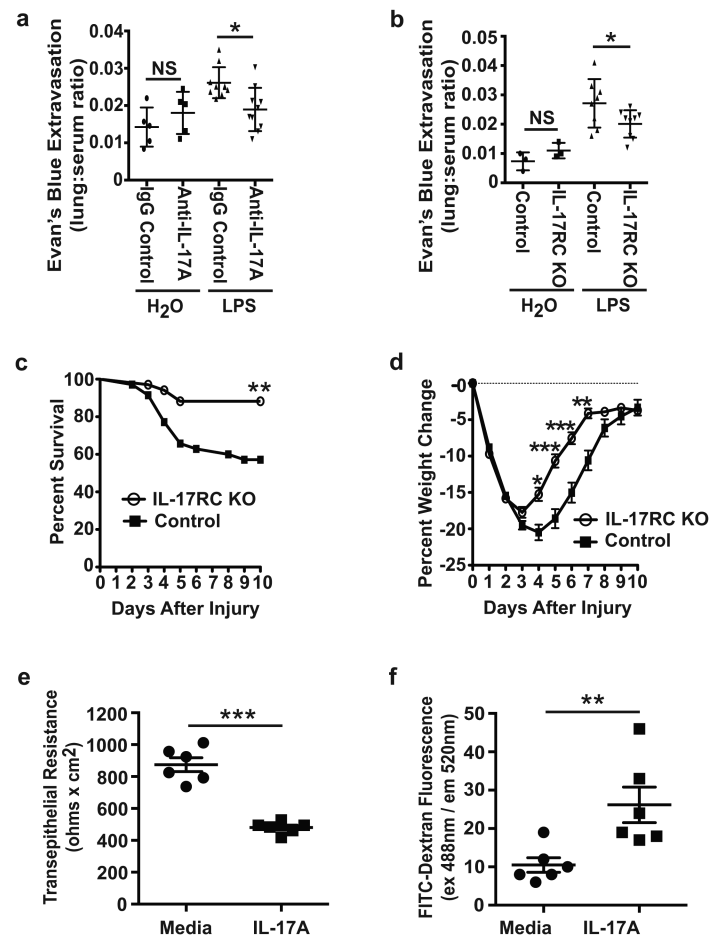 a
Evan's Blue Extravasation
(lung:serum ratio)
0.04
0.03
0.02
0.01
0
NS
*
IgG Control
Anti-IL-17A
IgG Control
-Anti-IL-17A
H2O
LPS
b
Evan's Blue Extravasation
(lung:serum ratio)
0.05
0.04
0.03
0.02
0.01
0
NS
*
Control
IL-17RC KO
Control
IL-17RC KO
H2O
LPS
c
Percent Survival
100
80
60
40
20
0
**
IL-17RC KO
Control
0 1 2 3 4 5 6 7 8 9 10
Days After Injury
d
Percent Weight Change
-0
-5
-10
-15
-20
-25
*
***
***
**
IL-17RC KO
Control
0 1 2 3 4 5 6 7 8 9 10
Days After Injury
e
Transepithelial Resistance
(ohms x cm2)
1200
1000
800
600
400
200
0
***
Media IL-17A
f
FITC-Dextran Fluorescence
(ex 488nm / em 520nm)
50
40
30
20
10
0
**
Media IL-17A